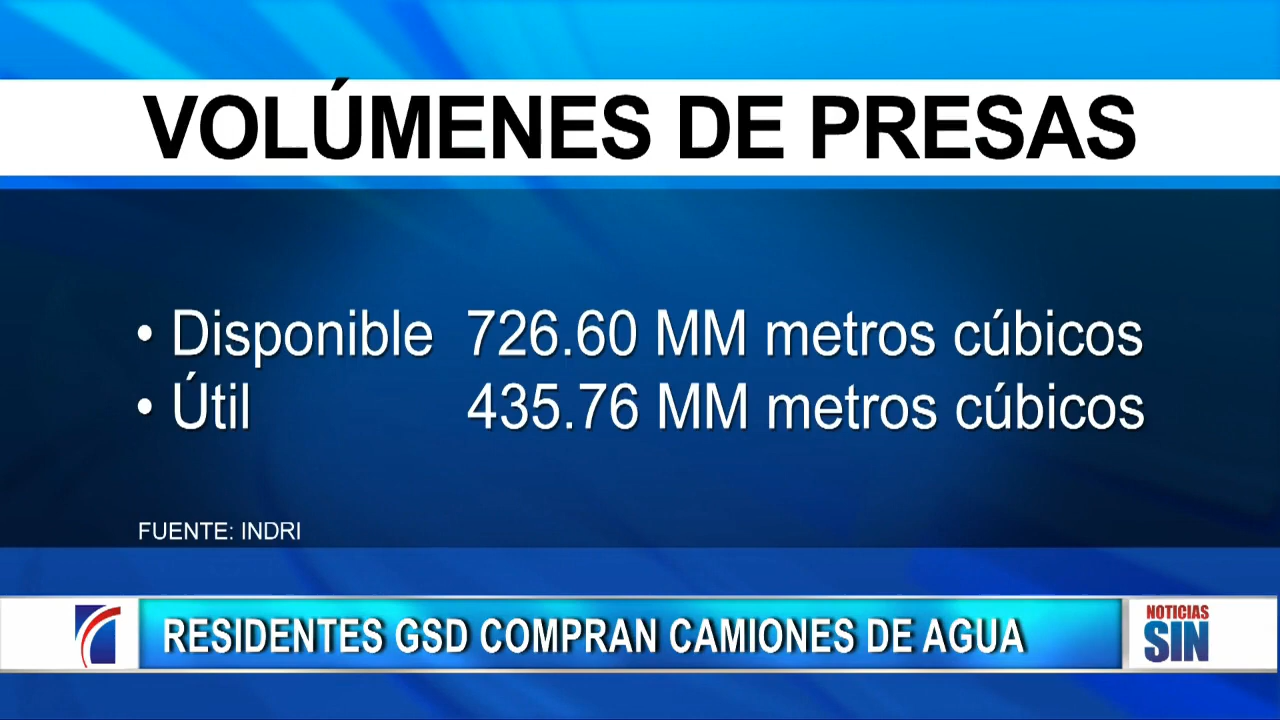 VOLÚMENES DE PRESAS
• Disponible 726.60 MM metros cúbicos
• Útil 435.76 MM metros cúbicos
FUENTE: INDRI
RESIDENTES GSD COMPRAN CAMIONES DE AGUA
NOTICIAS
SIN